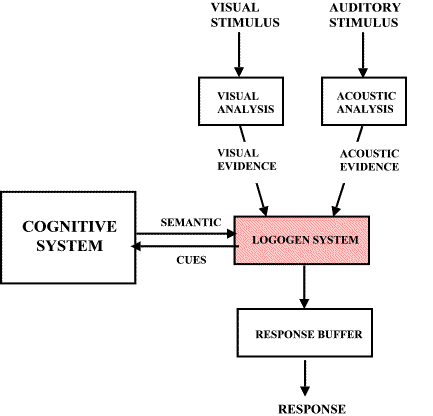 VISUAL
STIMULUS
AUDITORY
STIMULUS
VISUAL
ANALYSIS
ACOUSTIC
ANALYSIS
VISUAL
EVIDENCE
ACOUSTIC
EVIDENCE
COGNITIVE
SYSTEM
SEMANTIC
CUES
LOGOGEN SYSTEM
RESPONSE BUFFER
RESPONSE